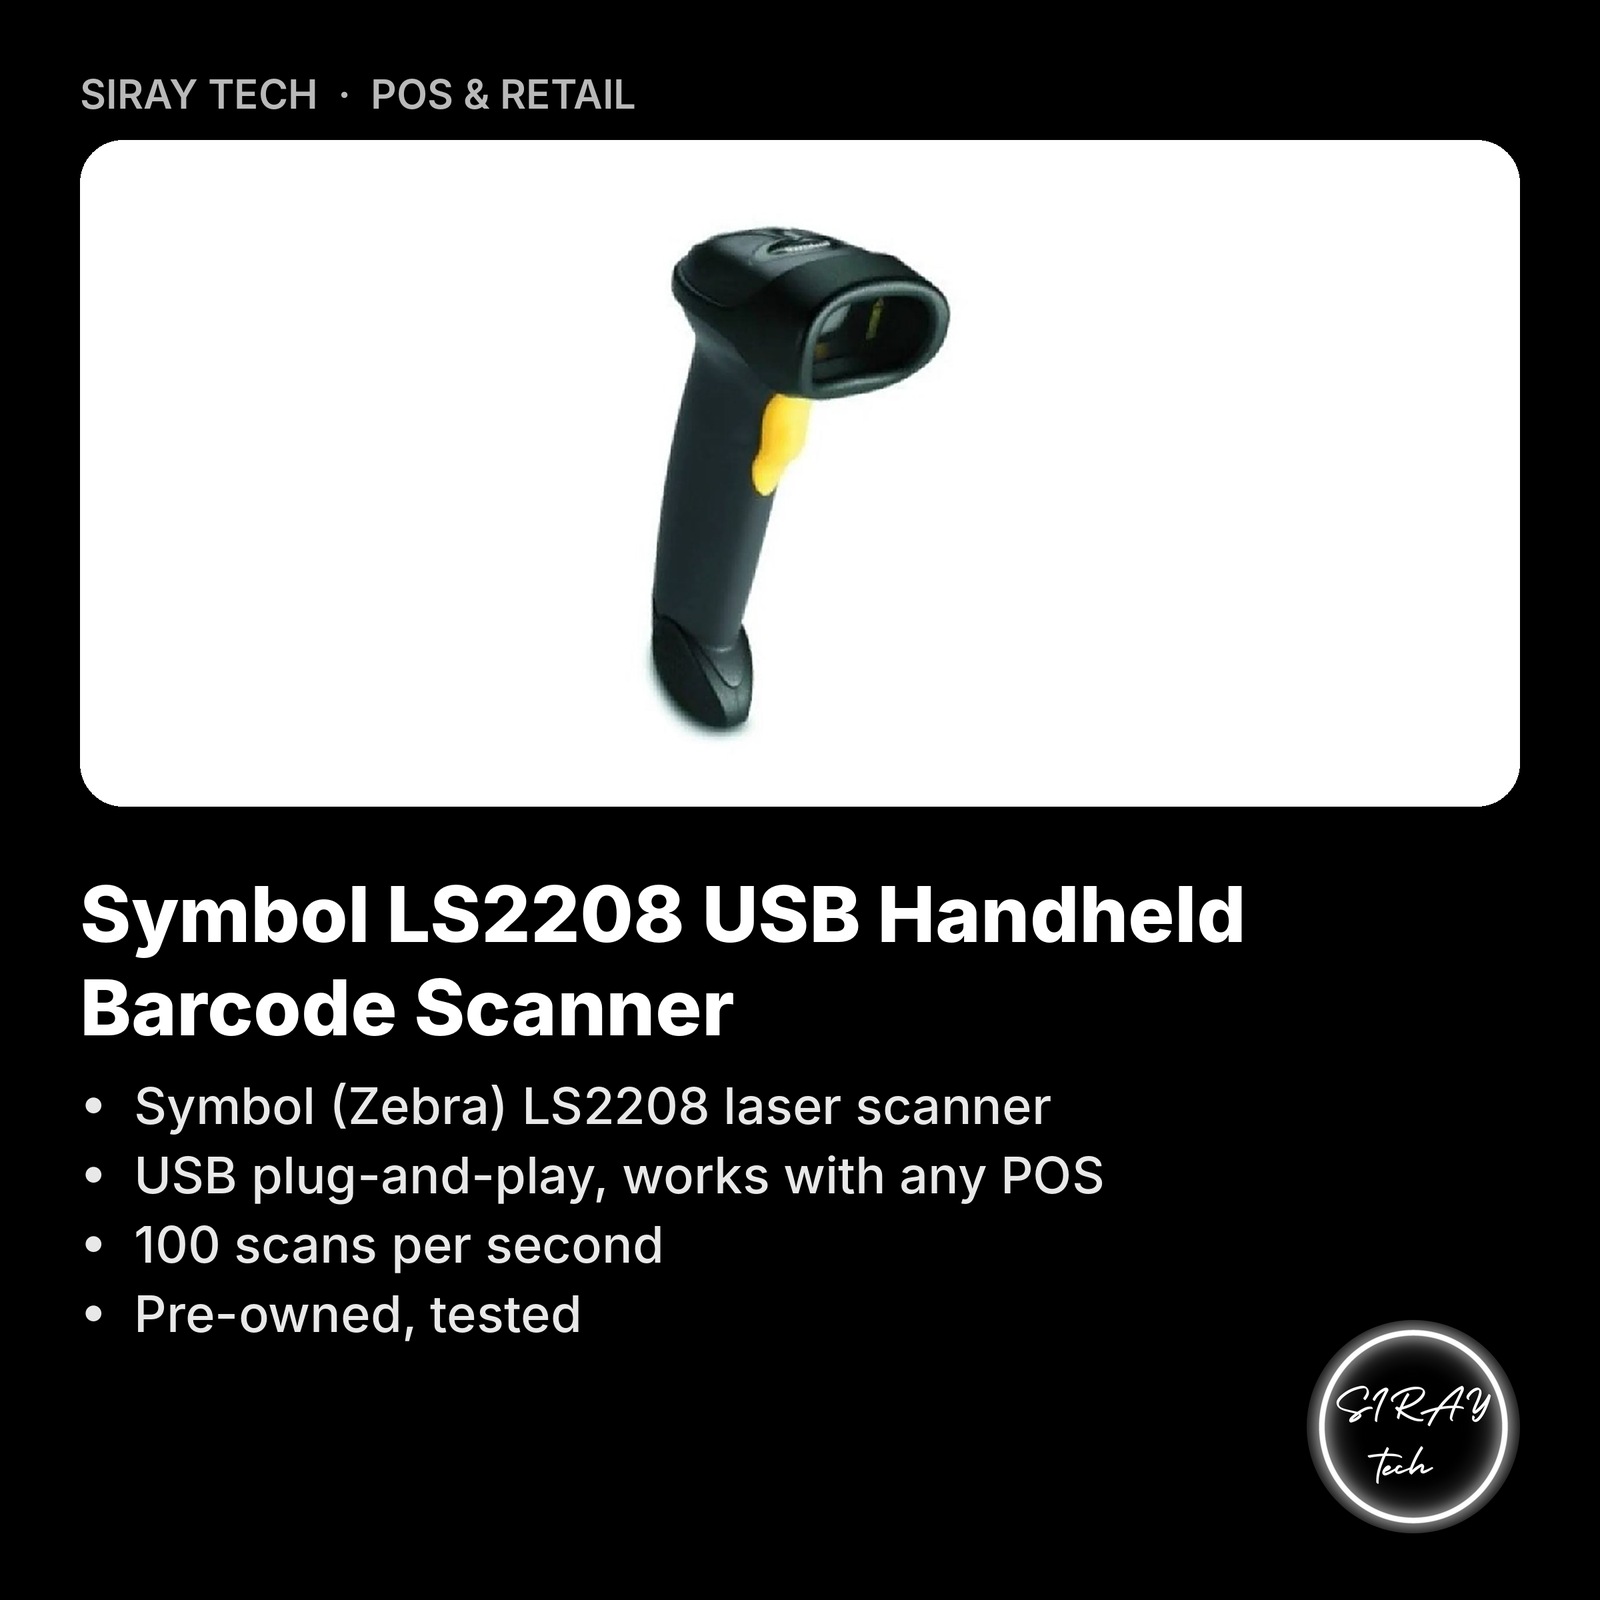 SIRAY TECH · POS & RETAIL
Symbol LS2208 USB Handheld
Barcode Scanner
• Symbol (Zebra) LS2208 laser scanner
• USB plug-and-play, works with any POS
• 100 scans per second
• Pre-owned, tested
SIRAY
tech